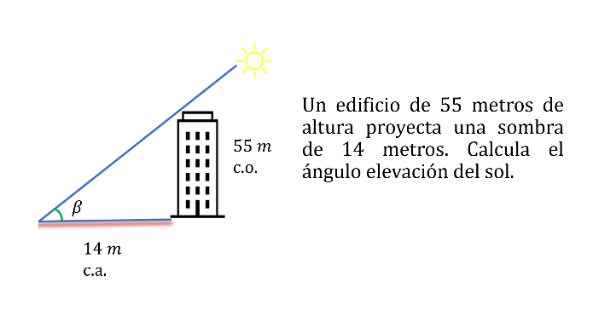 Un edificio de 55 metros de
altura proyecta una sombra
de 14 metros. Calcula el
ángulo elevación del sol.
55 m
c.o.
β
14 m
c.a.